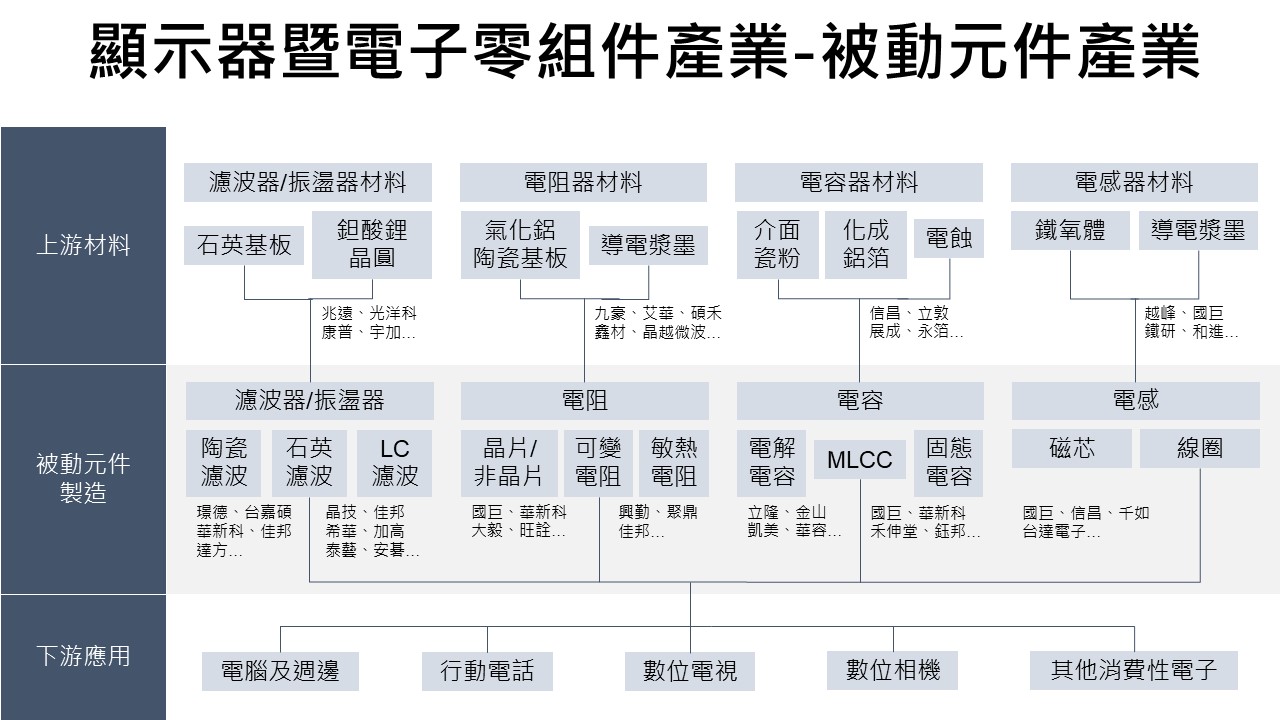 顯示器暨電子零組件產業-被動元件產業
上游材料
濾波器/振盪器材料
石英基板
鉭酸鋰
晶圓
兆遠、光洋科
康普、宇加...
電阻器材料
氣化鋁
陶瓷基板
導電漿墨
九豪、艾華、碩禾
鑫材、晶越微波...
電容器材料
介面
瓷粉
化成
鋁箔
電蝕
信昌、立敦
展成、永箔...
電感器材料
鐵氧體
導電漿墨
越峰、國巨
鐵研、和進...
被動元件
製造
濾波器/振盪器
陶瓷
濾波
石英
濾波
LC
濾波
璟德、台嘉碩
華新科、佳邦
達方...
晶技、佳邦
希華、加高
泰藝、安碁...
電阻
晶片/
非晶片
可變
電阻
敏熱
電阻
國巨、華新科
大毅、旺詮...
興勤、聚鼎
佳邦...
電容
電解
電容
MLCC
固態
電容
立隆、金山
凱美、華容...
國巨、華新科
禾伸堂、鈺邦...
電感
磁芯
線圈
國巨、信昌、千如
台達電子...
下游應用
電腦及週邊
行動電話
數位電視
數位相機
其他消費性電子